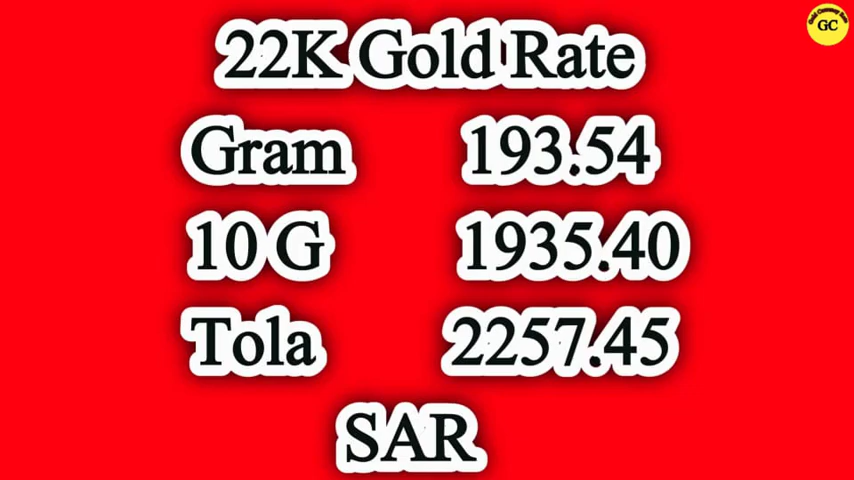 22K Gold Rate
Gram 193.54
10 G 1935.40
Tola 2257.45
SAR
GC